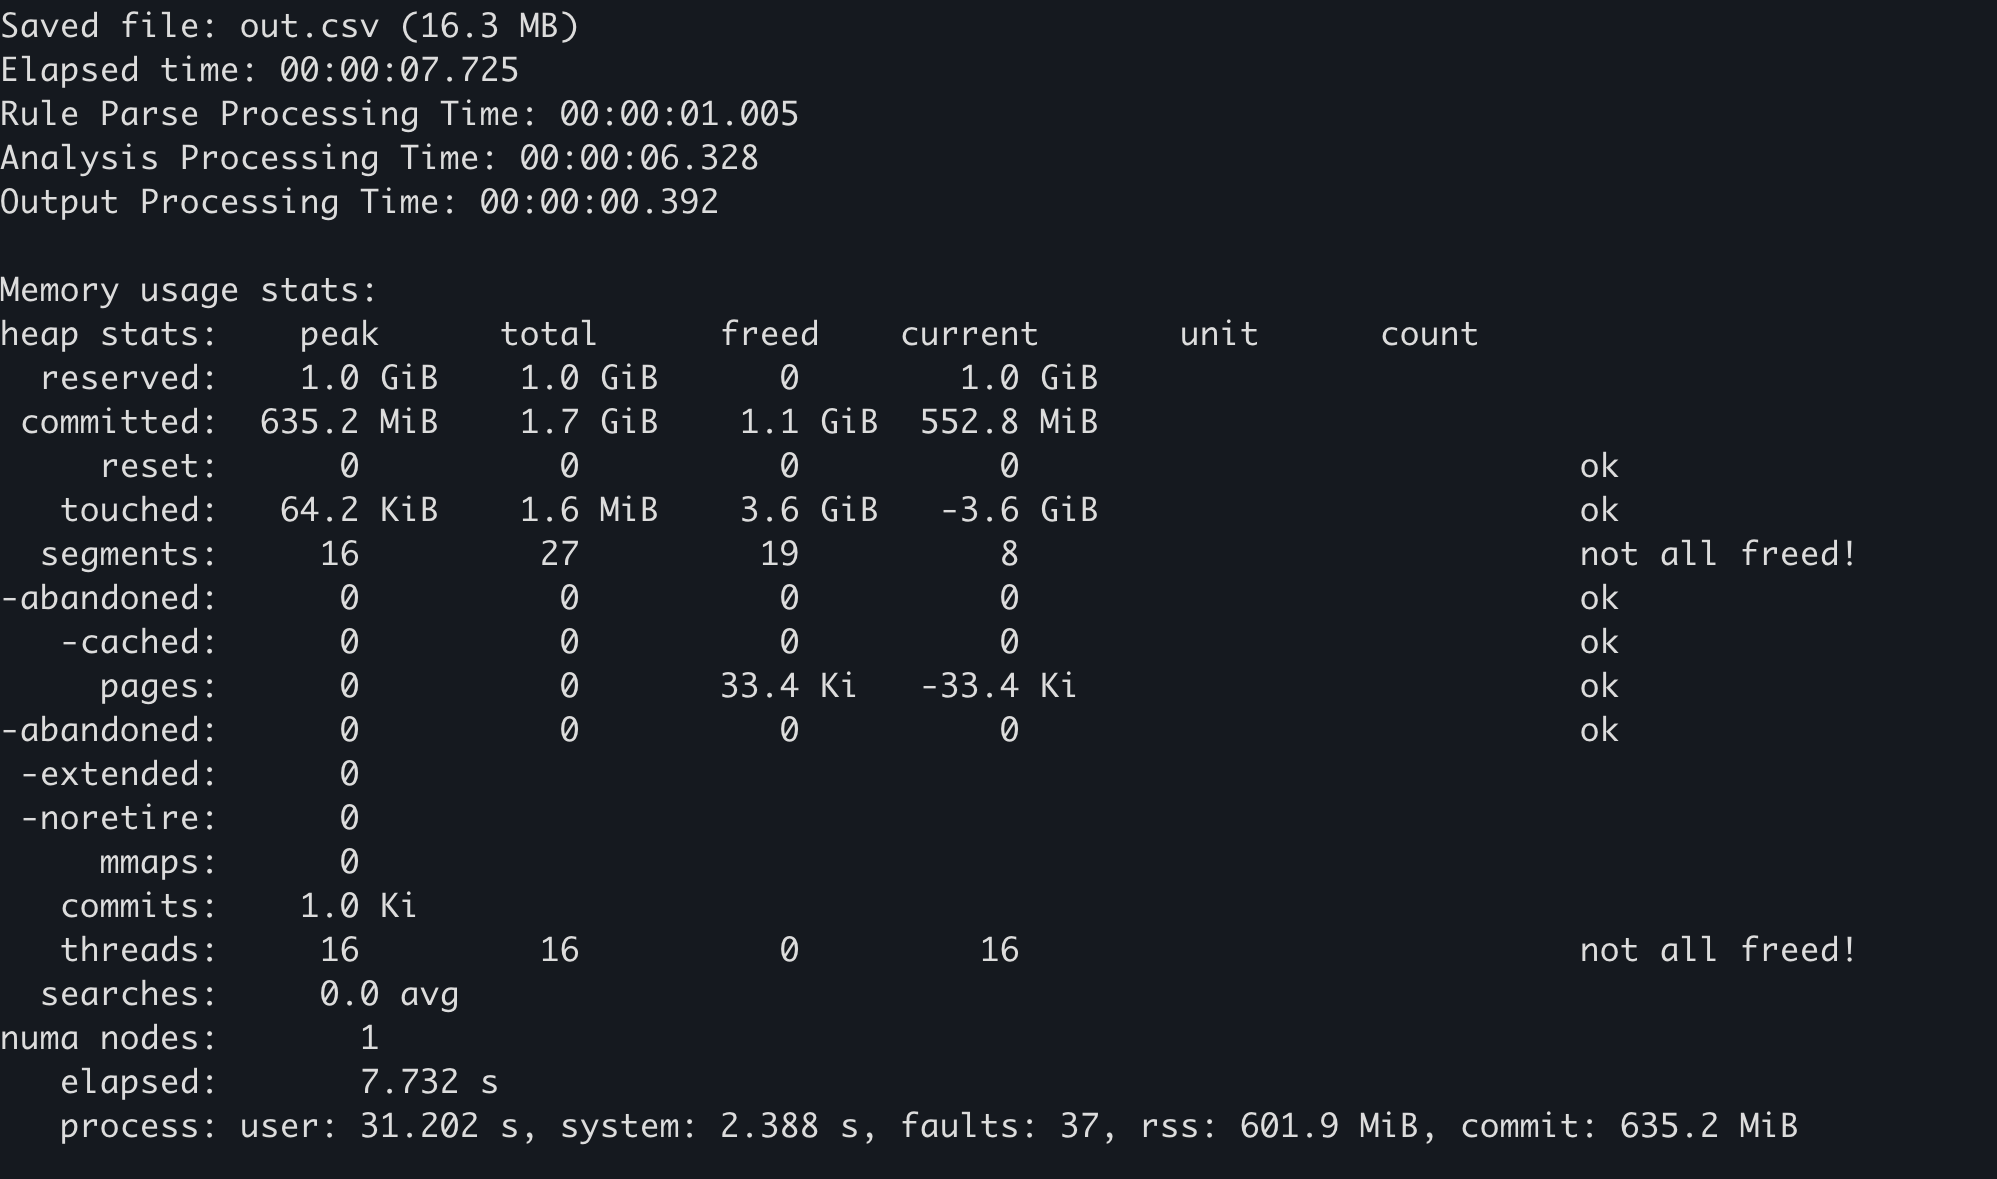 Saved file: out.csv (16.3 MB)
Elapsed time: 00:00:07.725
Rule Parse Processing Time: 00:00:01.005
Analysis Processing Time: 00:00:06.328
Output Processing Time: 00:00:00.392

Memory usage stats:
heap stats:    peak      total      freed    current       unit      count
  reserved:    1.0 GiB    1.0 GiB      0        1.0 GiB
 committed:  635.2 MiB    1.7 GiB    1.1 GiB  552.8 MiB
     reset:      0          0          0          0                            ok
   touched:   64.2 KiB    1.6 MiB    3.6 GiB   -3.6 GiB                        ok
  segments:     16         27         19          8                            not all freed!
-abandoned:      0          0          0          0                            ok
   -cached:      0          0          0          0                            ok
     pages:      0          0       33.4 Ki   -33.4 Ki                         ok
-abandoned:      0          0          0          0                            ok
 -extended:      0
 -noretire:      0
     mmaps:      0
   commits:    1.0 Ki
   threads:     16         16          0         16                            not all freed!
  searches:     0.0 avg
numa nodes:       1
   elapsed:       7.732 s
   process: user: 31.202 s, system: 2.388 s, faults: 37, rss: 601.9 MiB, commit: 635.2 MiB